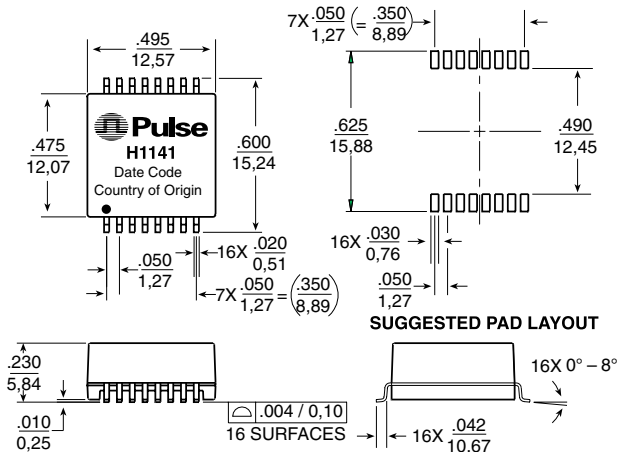 .495
12,57
.475
12,07
Pulse
H1141
Date Code
Country of Origin
.600
15,24
16X .020
0,51
.050
1,27
7X .050 = (.350)
1,27 8,89
7X .050 (= .350)
1,27 8,89
.625
15,88
.490
12,45
16X .030
0,76
.050
1,27
SUGGESTED PAD LAYOUT
.230
5,84
.010
0,25
.004 / 0,10
16 SURFACES
16X 0° – 8°
16X .042
10,67